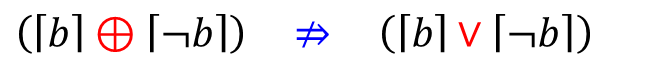 (⌈b⌉ ⊕ ⌈¬b⌉) ⇏ (⌈b⌉ ∨ ⌈¬b⌉)